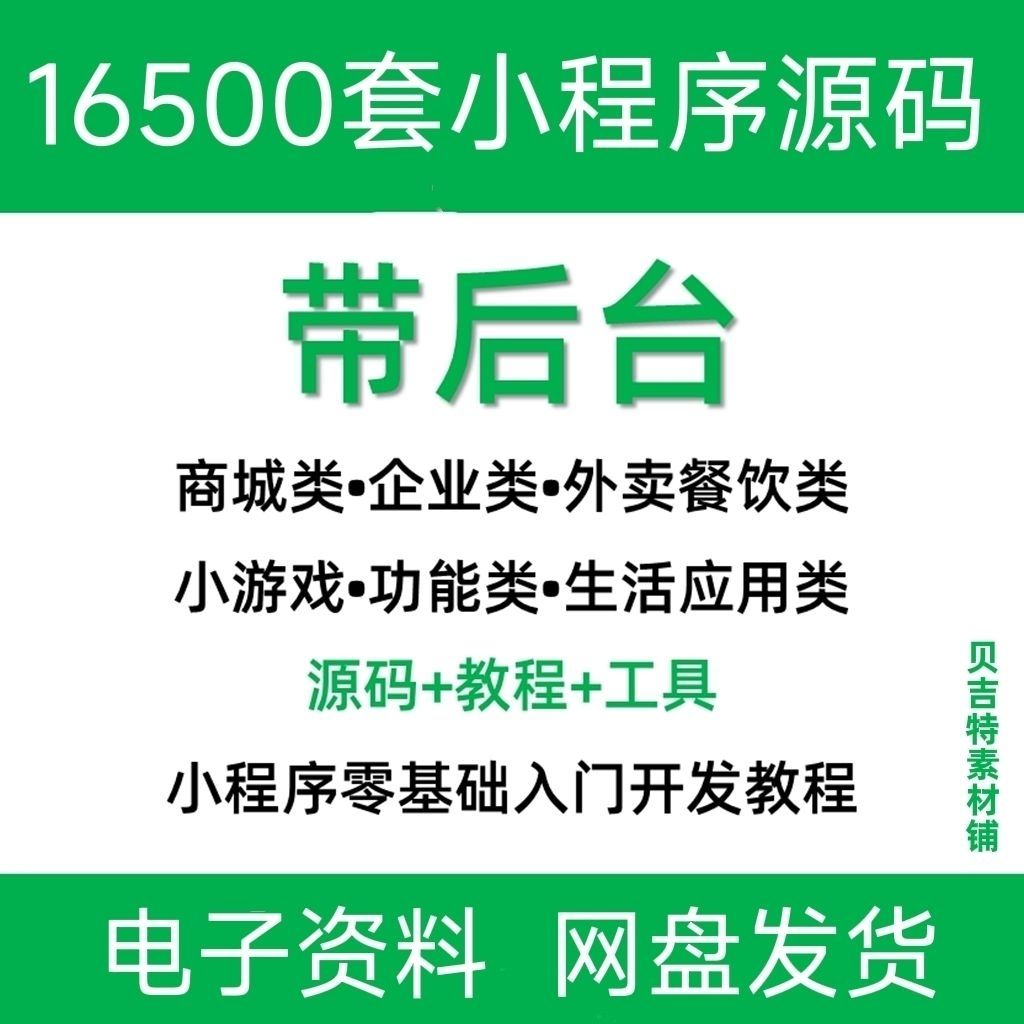 16500套小程序源码
带后台
商城类•企业类•外卖餐饮类
小游戏•功能类•生活应用类
源码+教程+工具
小程序零基础入门开发教程
贝吉特素材铺
电子资料 网盘发货